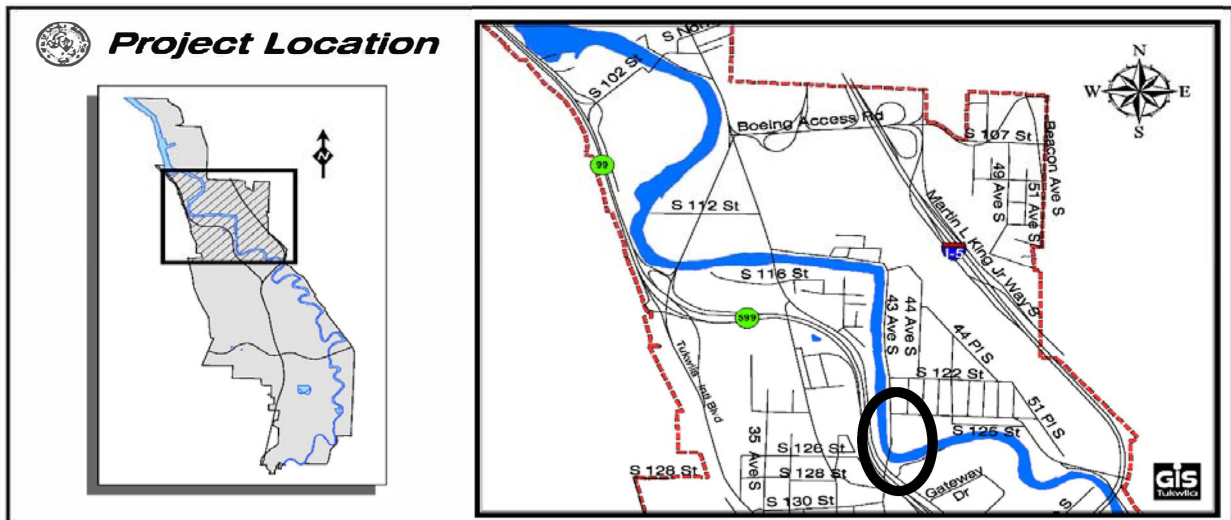 Project Location
N
N
W
E
S
S 102 St
Boeing Access Rd
S 107 St
Beacon Ave S
49 Ave S
51 Ave S
99
S 112 St
Martin L King Jr Way S
I-5
S 116 St
599
43 Ave S
44 Ave S
44 Pl S
Tukwila Intl Blvd
S 122 St
51 Pl S
S 125 St
35 Ave S
S 126 St
S 128 St
S 128 St
S 130 St
Gateway
Dr
S
GIS
Tukwila